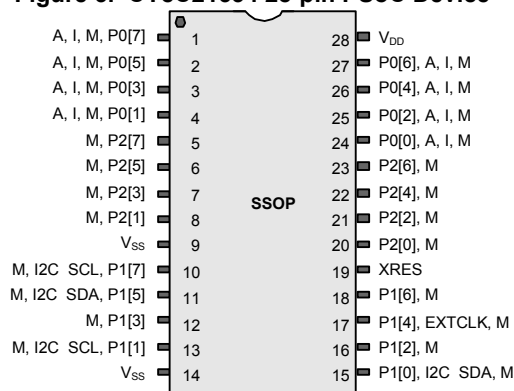 28-pin PSoC Device
A, I, M, P0[7] 1 28 VDD
A, I, M, P0[5] 2 27 P0[6], A, I, M
A, I, M, P0[3] 3 26 P0[4], A, I, M
A, I, M, P0[1] 4 25 P0[2], A, I, M
M, P2[7] 5 24 P0[0], A, I, M
M, P2[5] 6 23 P2[6], M
M, P2[3] 7 SSOP 22 P2[4], M
M, P2[1] 8 21 P2[2], M
VSS 9 20 P2[0], M
M, I2C SCL, P1[7] 10 19 XRES
M, I2C SDA, P1[5] 11 18 P1[6], M
M, P1[3] 12 17 P1[4], EXTCLK, M
M, I2C SCL, P1[1] 13 16 P1[2], M
VSS 14 15 P1[0], I2C SDA, M